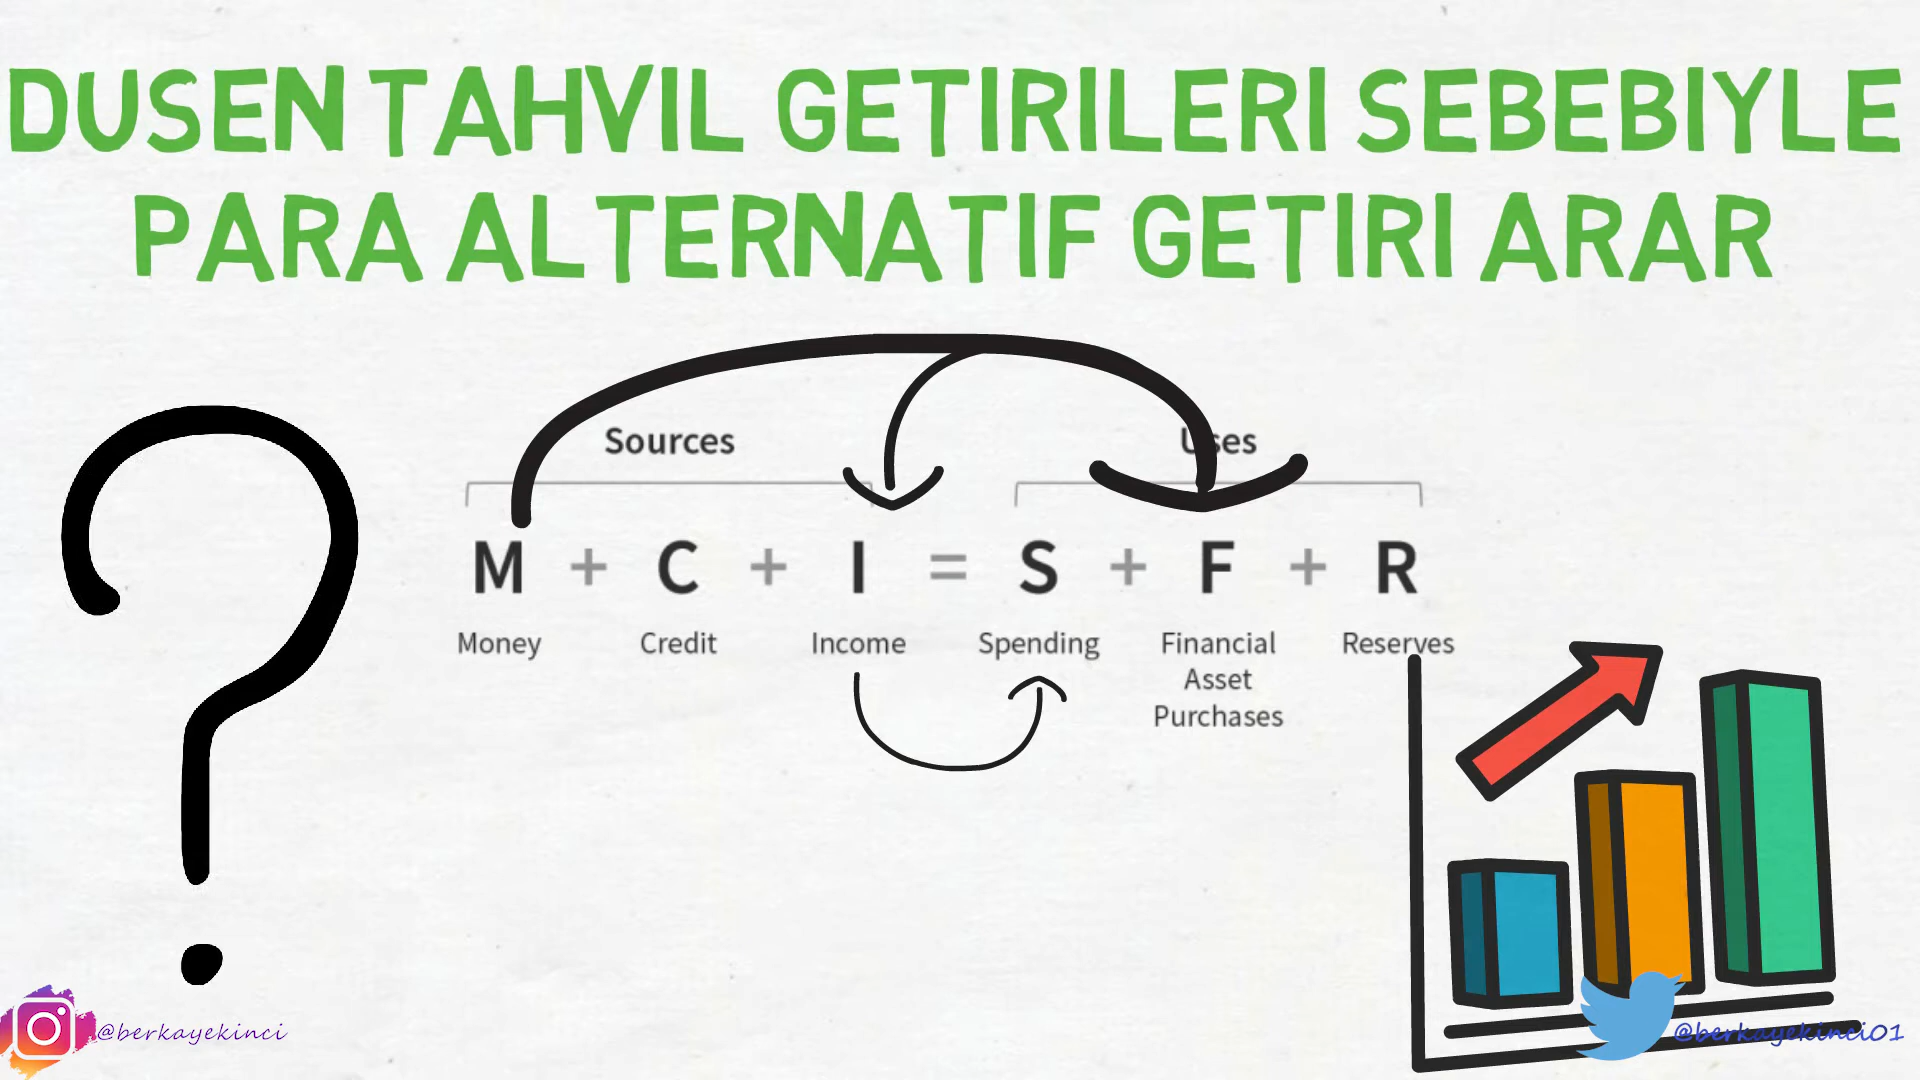 DUSEN TAHVIL GETIRILERI SEBEBIYLE
PARA ALTERNATIF GETIRI ARAR
Sources Uses
M + C + I = S + F + R
Money Credit Income Spending Financial Reserves
Asset
Purchases
@berkayekinci
@berkayekinci01